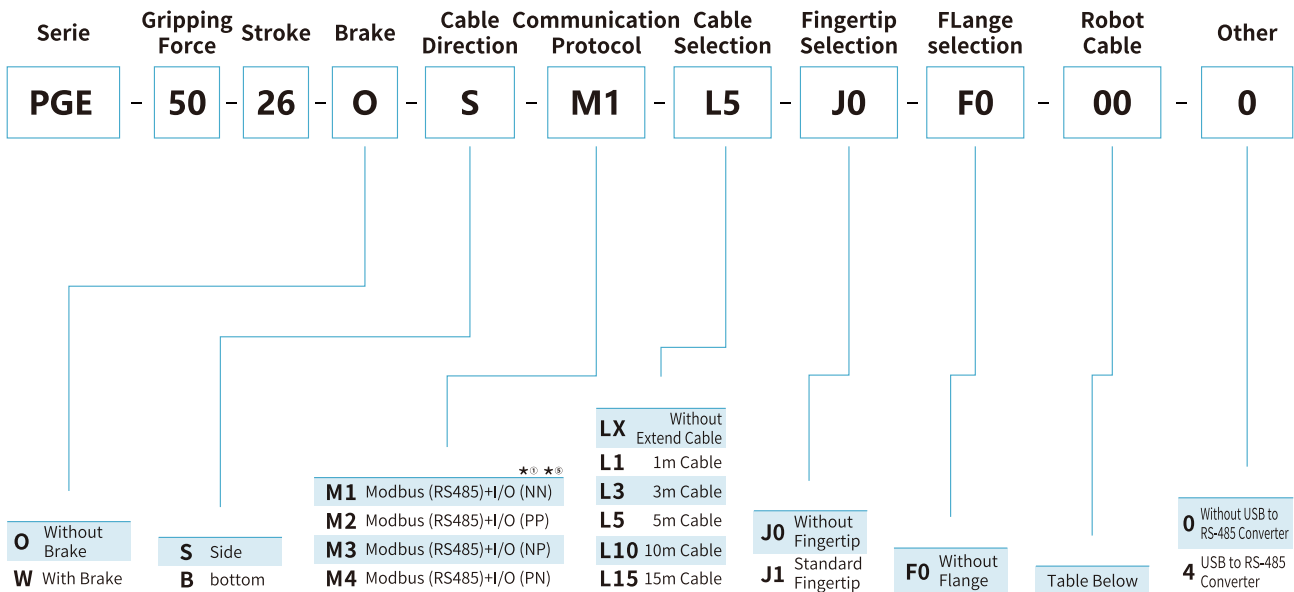 Serie
Gripping
Force
Stroke
Brake
Cable
Direction
Communication
Protocol
Cable
Selection
Fingertip
Selection
FLange
selection
Robot
Cable
Other
PGE - 50 - 26 - O - S - M1 - L5 - J0 - F0 - 00 - 0
O Without
Brake
W With Brake
S Side
B bottom
★① ★⑤
M1 Modbus (RS485)+I/O (NN)
M2 Modbus (RS485)+I/O (PP)
M3 Modbus (RS485)+I/O (NP)
M4 Modbus (RS485)+I/O (PN)
LX Without
Extend Cable
L1 1m Cable
L3 3m Cable
L5 5m Cable
L10 10m Cable
L15 15m Cable
J0 Without
Fingertip
J1 Standard
Fingertip
F0 Without
Flange
Table Below
0 Without USB to
RS-485 Converter
4 USB to RS-485
Converter